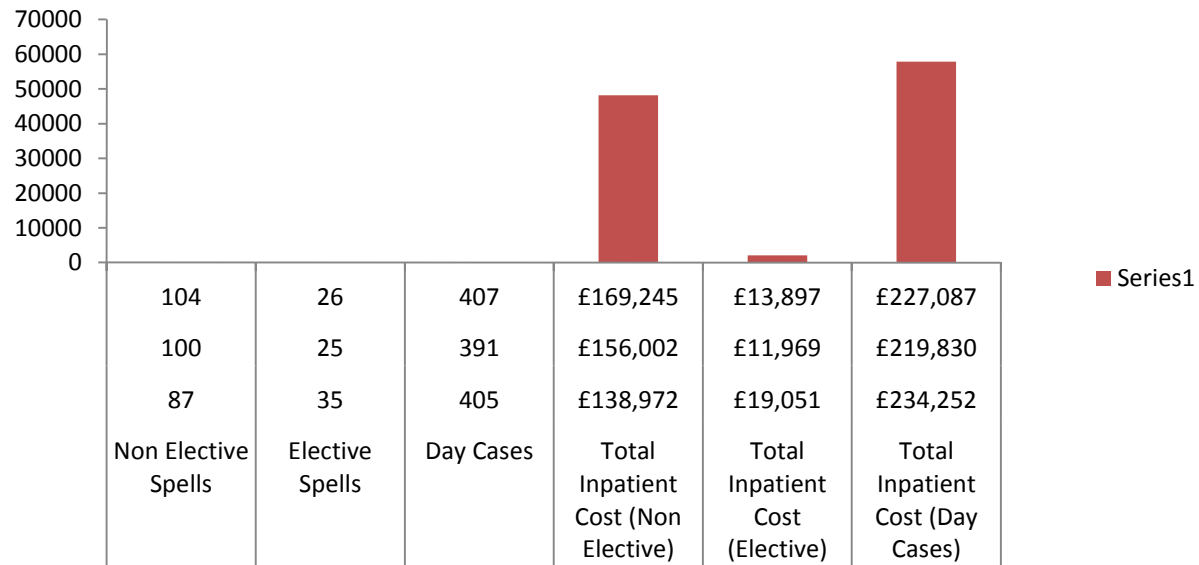 70000
60000
50000
40000
30000
20000
10000
0
104 26 407 £169,245 £13,897 £227,087
100 25 391 £156,002 £11,969 £219,830
87 35 405 £138,972 £19,051 £234,252
Non Elective
Spells
Elective
Spells
Day Cases
Total
Inpatient
Cost (Non
Elective)
Total
Inpatient
Cost
(Elective)
Total
Inpatient
Cost (Day
Cases)
Series1